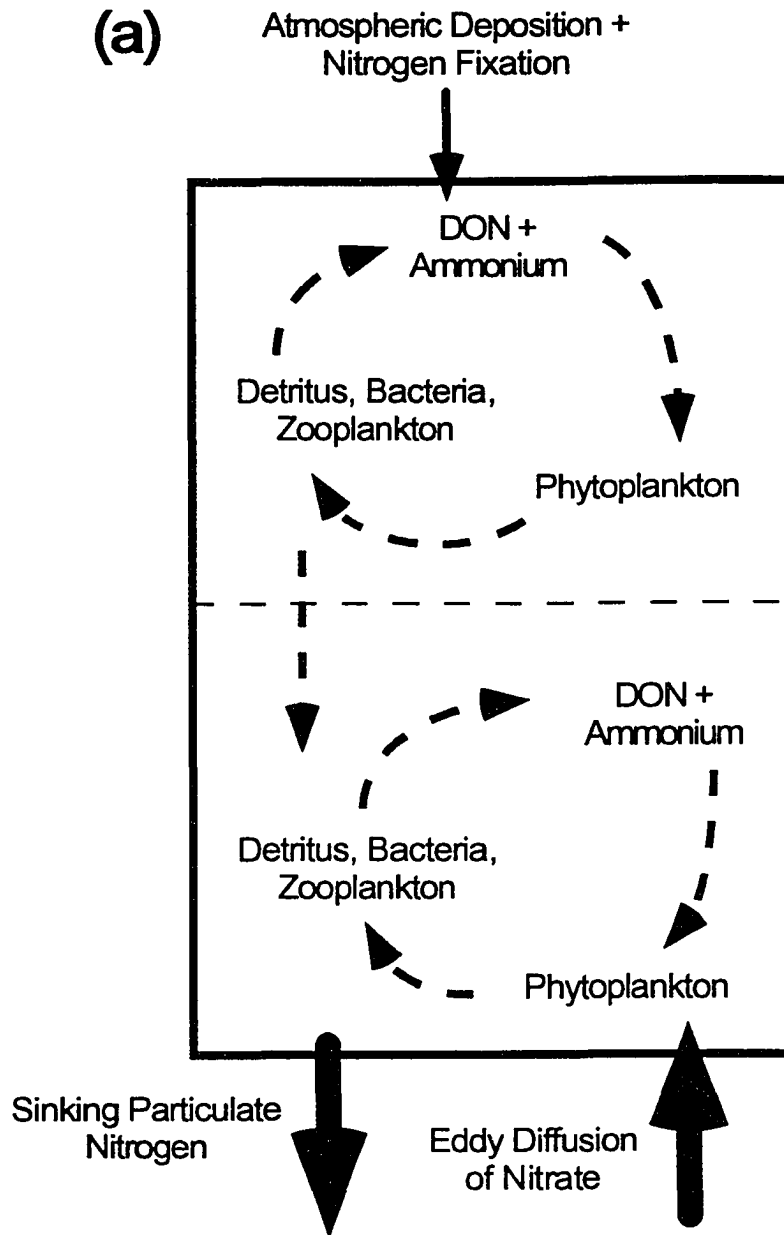 (a)
Atmospheric Deposition +
Nitrogen Fixation
DON +
Ammonium
Detritus, Bacteria,
Zooplankton
Phytoplankton
DON +
Ammonium
Detritus, Bacteria,
Zooplankton
Phytoplankton
Sinking Particulate
Nitrogen
Eddy Diffusion
of Nitrate